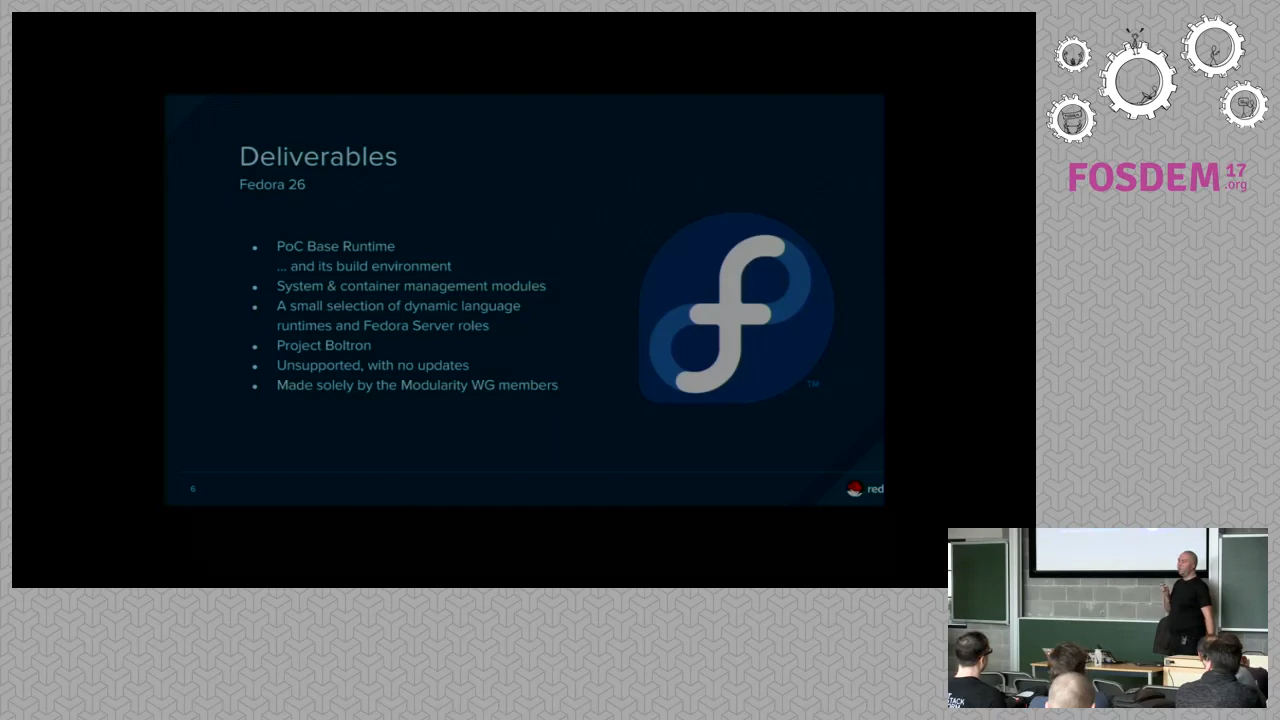 Deliverables
Fedora 26
PoC Base Runtime
... and its build environment
System & container management modules
A small selection of dynamic language
runtimes and Fedora Server roles
Project Boltron
Unsupported, with no updates
Made solely by the Modularity WG members
TM
6
red
FOSDEM 17
.org
STACK